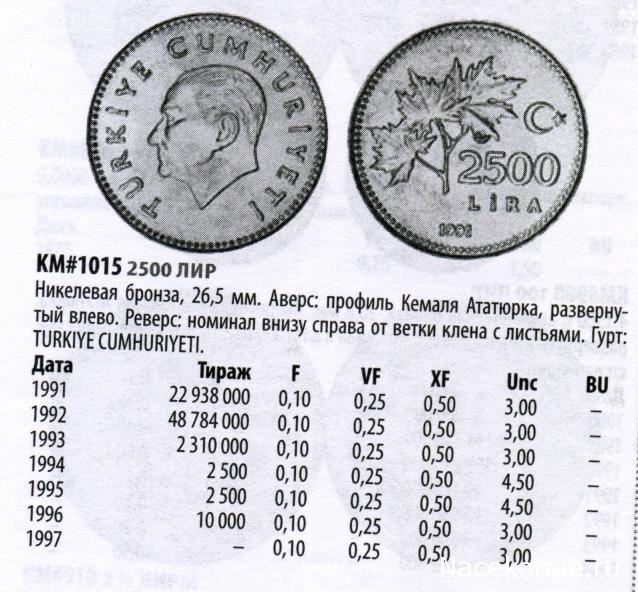 TÜRKİYE CUMHURİYETİ
2500
LİRA
1991
KM#1015 2500 ЛИР
Никелевая бронза, 26,5 мм. Аверс: профиль Кемаля Ататюрка, разверну-
тый влево. Реверс: номинал внизу справа от ветки клена с листьями. Гурт:
TURKIYE CUMHURIYETI.
Дата Тираж F VF XF Unc BU
1991 22 938 000 0,10 0,25 0,50 3,00 –
1992 48 784 000 0,10 0,25 0,50 3,00 –
1993 2 310 000 0,10 0,25 0,50 3,00 –
1994 2 500 0,10 0,25 0,50 4,50 –
1995 2 500 0,10 0,25 0,50 4,50 –
1996 10 000 0,10 0,25 0,50 3,00 –
1997 – 0,10 0,25 0,50 3,00
Nacekomie.ru